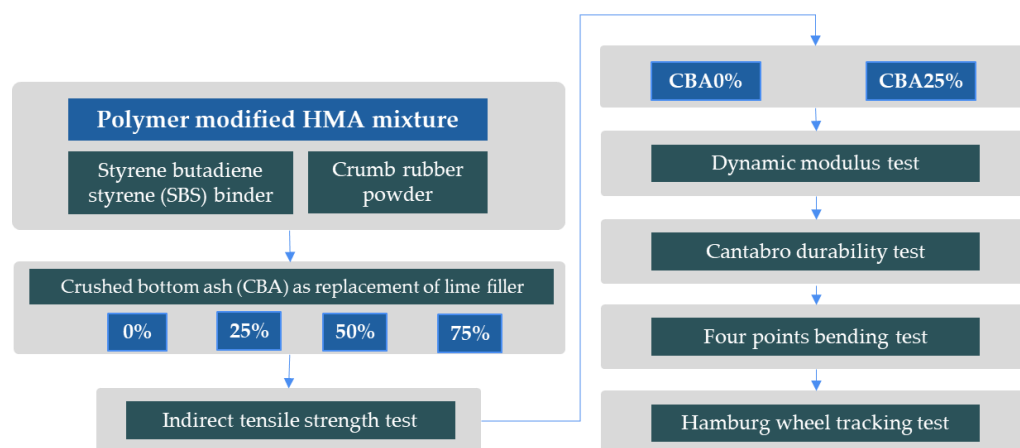 Polymer modified HMA mixture
Styrene butadiene
styrene (SBS) binder
Crumb rubber
powder
Crushed bottom ash (CBA) as replacement of lime filler
0%
25%
50%
75%
Indirect tensile strength test
CBA0%
CBA25%
Dynamic modulus test
Cantabro durability test
Four points bending test
Hamburg wheel tracking test